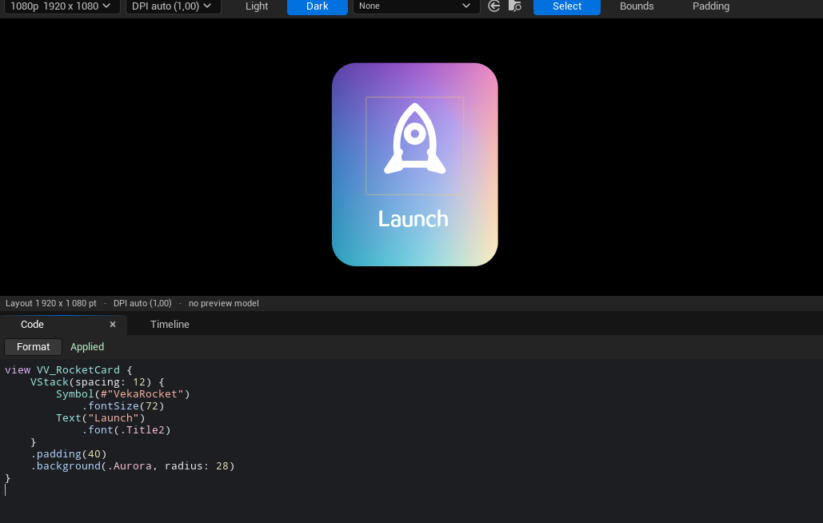 1080p 1920 x 1080
DPI auto (1,00)
Light
Dark
None
Select
Bounds
Padding
Launch
Layout 1 920 x 1 080 pt · DPI auto (1,00) · no preview model
Code x
Timeline
Format
Applied
view VV_RocketCard {
    VStack(spacing: 12) {
        Symbol(#"VekaRocket")
            .fontSize(72)
        Text("Launch")
            .font(.Title2)
    }
    .padding(40)
    .background(.Aurora, radius: 28)
}